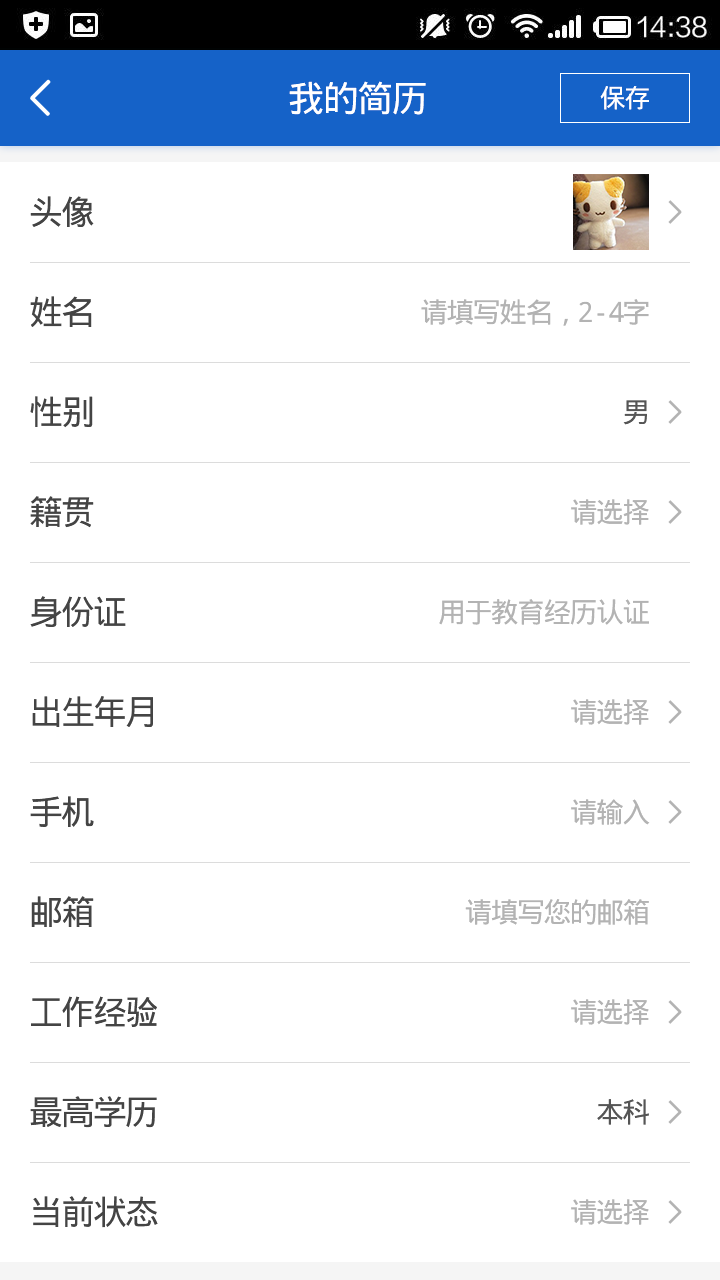 14:38
我的简历
保存
头像
姓名 请填写姓名，2-4字
性别 男
籍贯 请选择
身份证 用于教育经历认证
出生年月 请选择
手机 请输入
邮箱 请填写您的邮箱
工作经验 请选择
最高学历 本科
当前状态 请选择